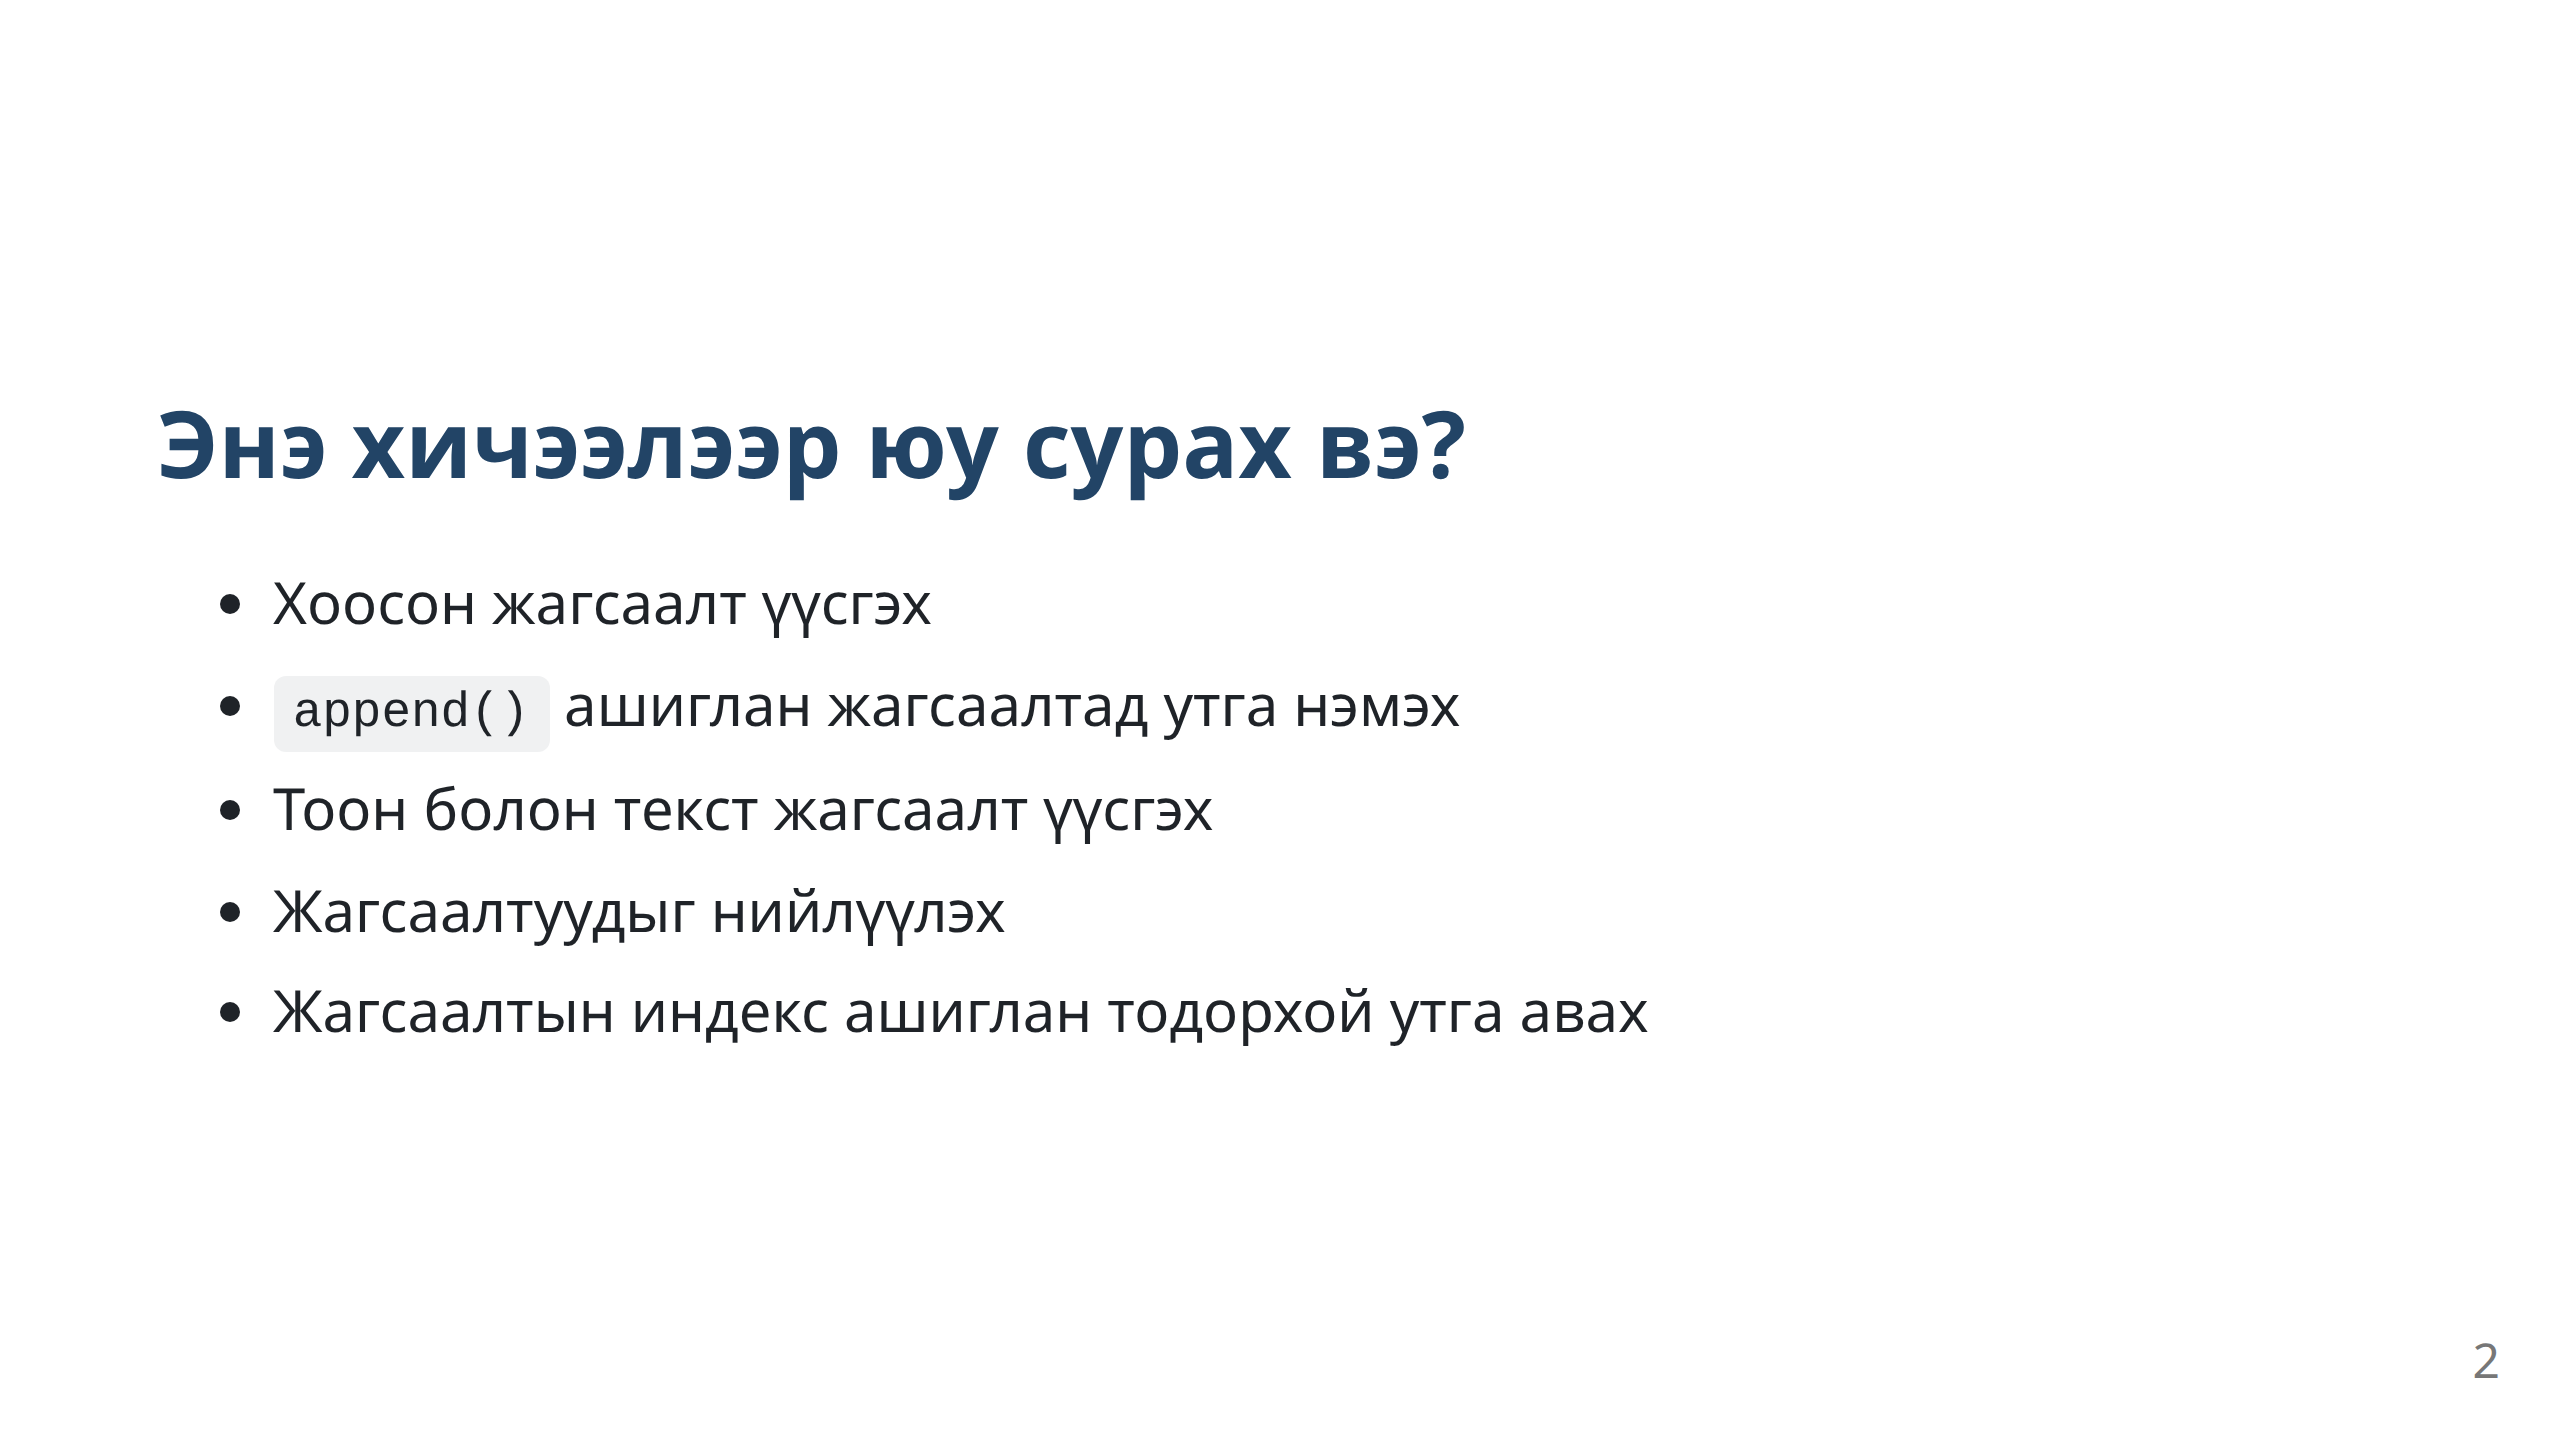 Энэ хичээлээр юу сурах вэ?
• Хоосон жагсаалт үүсгэх
• append() ашиглан жагсаалтад утга нэмэх
• Тоон болон текст жагсаалт үүсгэх
• Жагсаалтуудыг нийлүүлэх
• Жагсаалтын индекс ашиглан тодорхой утга авах
2